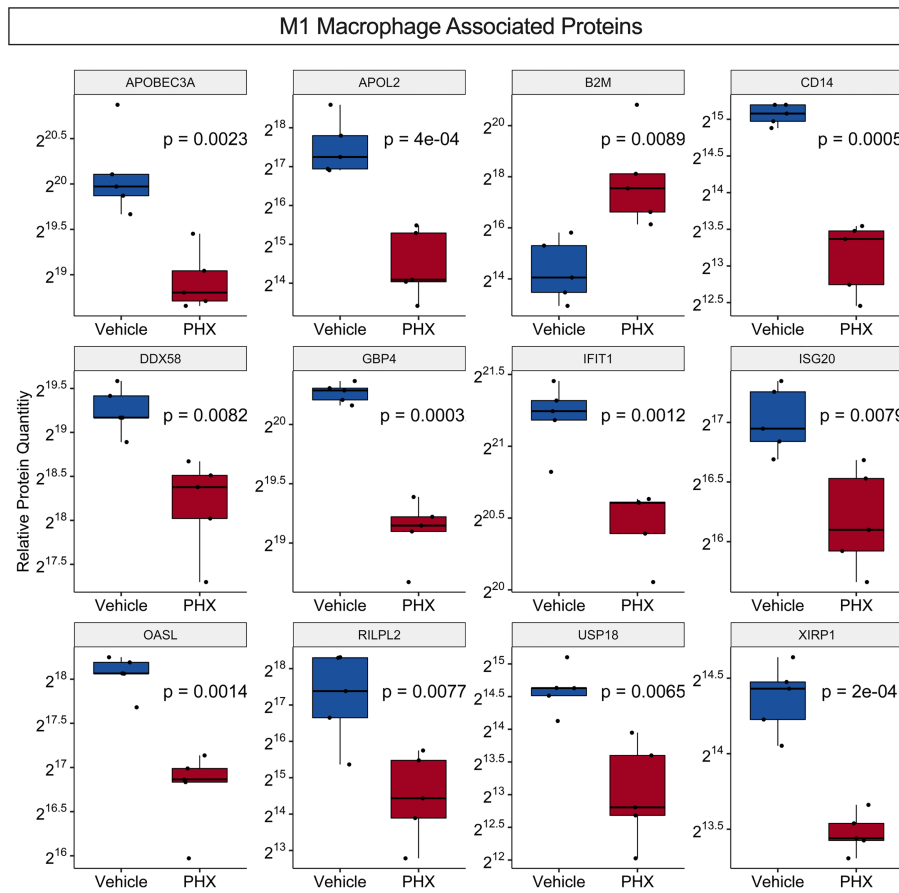 M1 Macrophage Associated Proteins
APOBEC3A APOL2 B2M CD14
2^20.5 2^20 2^19.5 2^19
p = 0.0023
2^18 2^17 2^16 2^15 2^14
p = 4e-04
2^20 2^18 2^16 2^14
p = 0.0089
2^15 2^14.5 2^14 2^13.5 2^13 2^12.5
p = 0.0005
Vehicle PHX Vehicle PHX Vehicle PHX Vehicle PHX
Relative Protein Quantitiy
DDX58 GBP4 IFIT1 ISG20
2^19.5 2^19 2^18.5 2^18 2^17.5
p = 0.0082
2^20 2^19.5 2^19
p = 0.0003
2^21.5 2^21 2^20.5 2^20
p = 0.0012
2^17 2^16.5 2^16
p = 0.0079
Vehicle PHX Vehicle PHX Vehicle PHX Vehicle PHX
OASL RILPL2 USP18 XIRP1
2^18 2^17.5 2^17 2^16.5 2^16
p = 0.0014
2^18 2^17 2^16 2^15 2^14 2^13
p = 0.0077
2^15 2^14.5 2^14 2^13.5 2^13 2^12.5 2^12
p = 0.0065
2^14.5 2^14 2^13.5
p = 2e-04
Vehicle PHX Vehicle PHX Vehicle PHX Vehicle PHX